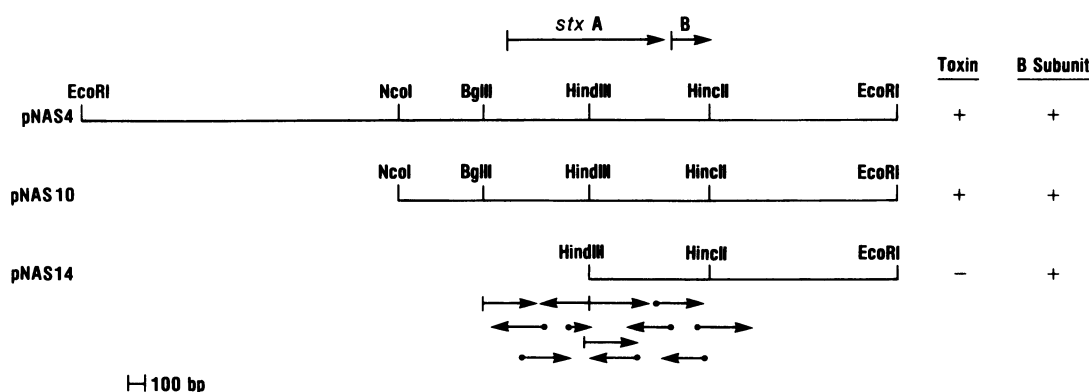 stx A B
Toxin B Subunit
EcoRI NcoI BglII HindIII HincII EcoRI
pNAS4 + +
NcoI BglII HindIII HincII EcoRI
pNAS10 + +
HindIII HincII EcoRI
pNAS14 − +
100 bp